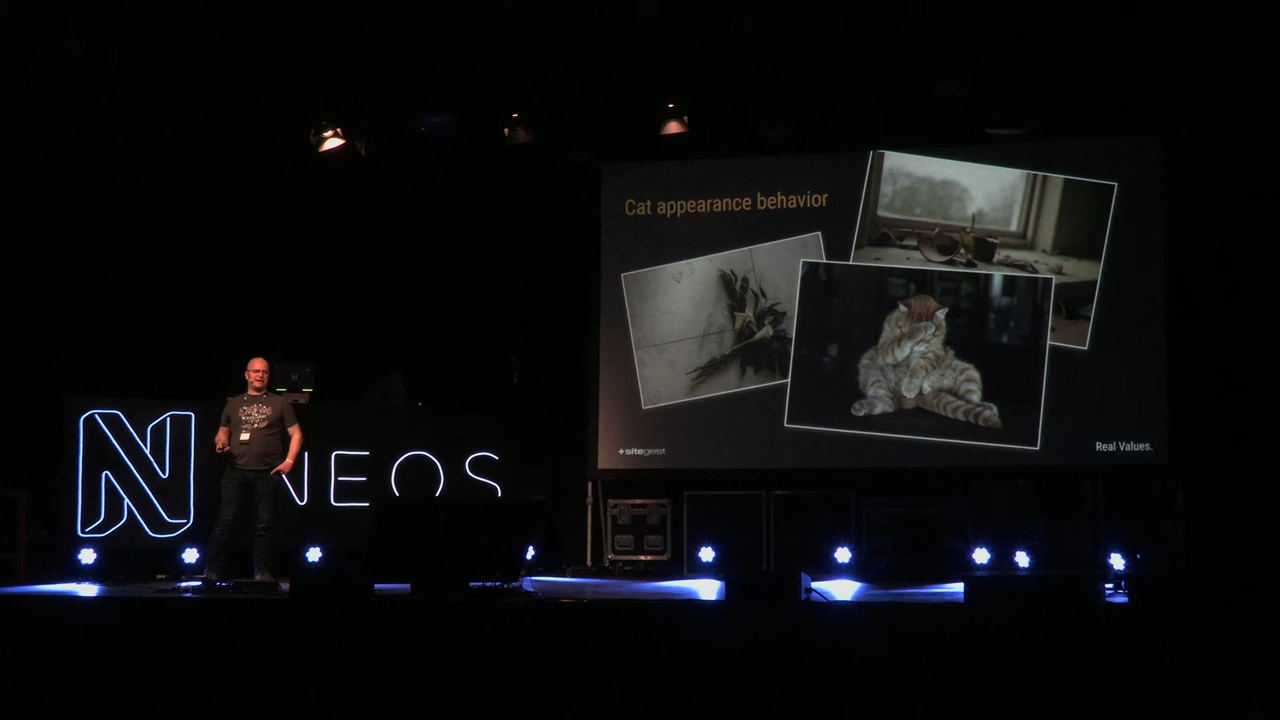 Cat appearance behavior
+sitegeist
Real Values.
N
NEOS